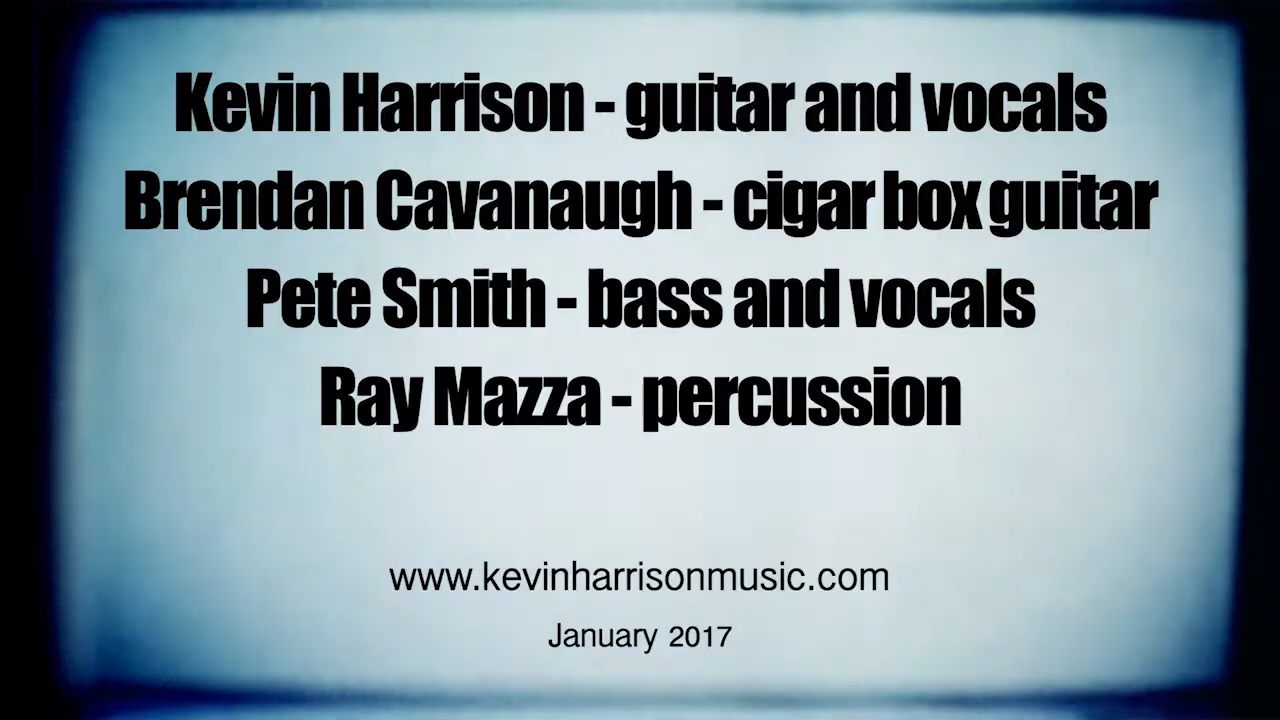 Kevin Harrison - guitar and vocals
Brendan Cavanaugh - cigar box guitar
Pete Smith - bass and vocals
Ray Mazza - percussion
www.kevinharrisonmusic.com
January 2017